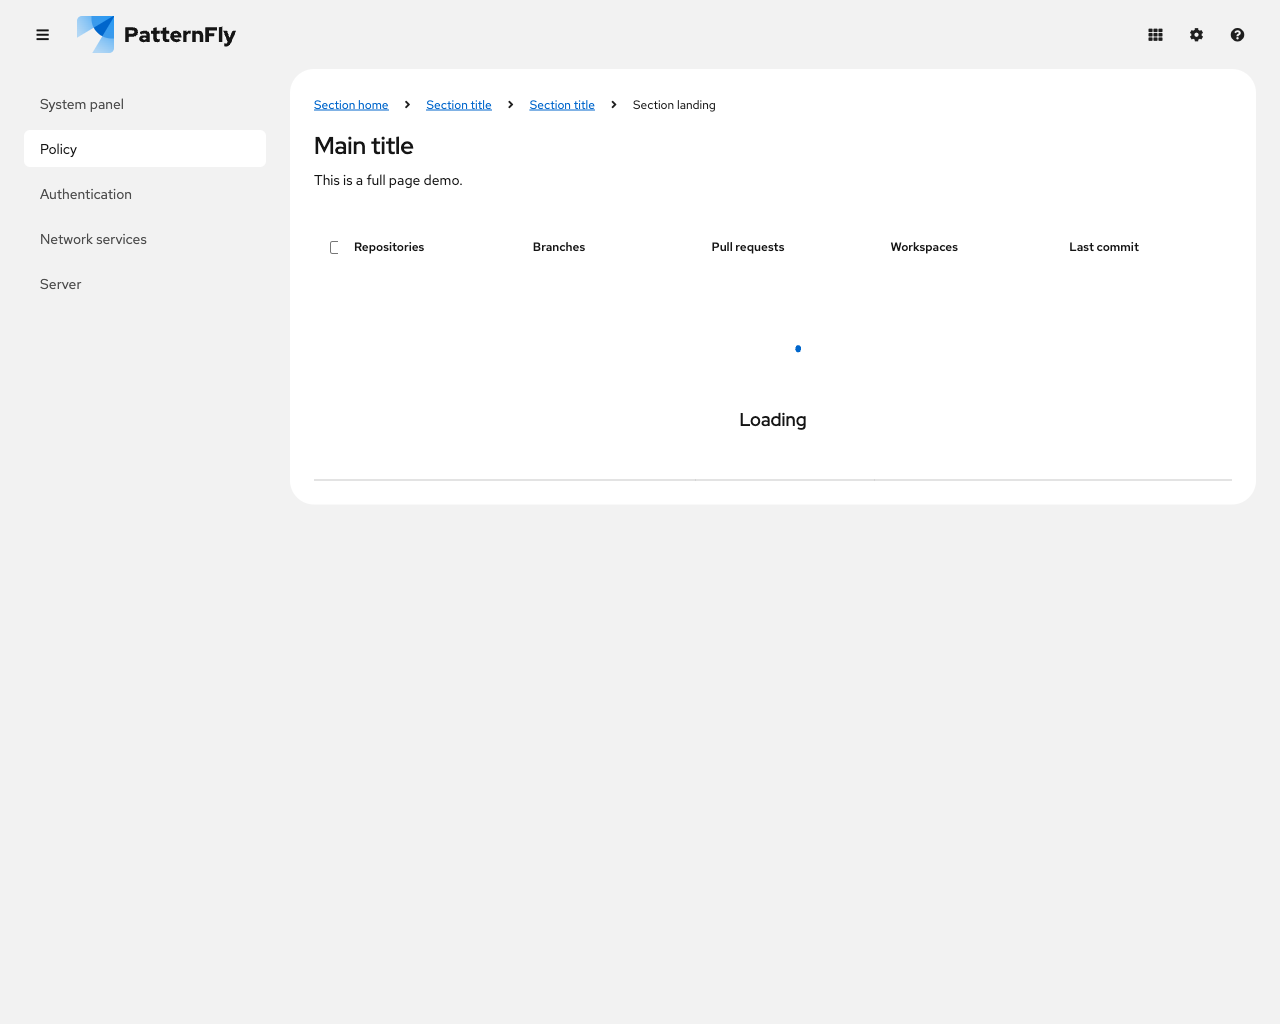 PatternFly
System panel
Policy
Authentication
Network services
Server
Section home
Section title
Section title
Section landing
Main title
This is a full page demo.
Repositories
Branches
Pull requests
Workspaces
Last commit
Loading